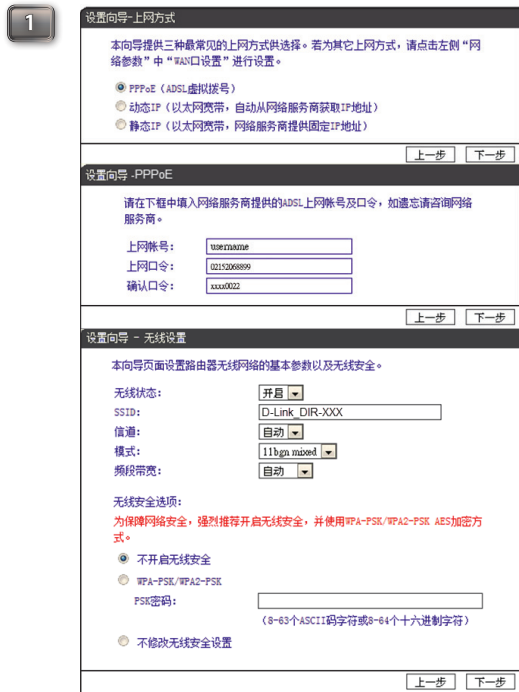 1
设置向导-上网方式
本向导提供三种最常见的上网方式供选择。若为其它上网方式，请点击左侧“网
络参数”中“WAN口设置”进行设置。
PPPoE（ADSL虚拟拨号）
动态IP（以太网宽带，自动从网络服务商获取IP地址）
静态IP（以太网宽带，网络服务商提供固定IP地址）
上一步 下一步
设置向导 -PPPoE
请在下框中填入网络服务商提供的ADSL上网帐号及口令，如遗忘请咨询网络
服务商。
上网帐号： username
上网口令： 02152068899
确认口令： xxxx0022
上一步 下一步
设置向导 - 无线设置
本向导页面设置路由器无线网络的基本参数以及无线安全。
无线状态： 开启
SSID： D-Link_DIR-XXX
信道： 自动
模式： 11bgn mixed
频段带宽： 自动
无线安全选项：
为保障网络安全，强烈推荐开启无线安全，并使用WPA-PSK/WPA2-PSK AES加密方
式。
不开启无线安全
WPA-PSK/WPA2-PSK
PSK密码：
（8-63个ASCII码字符或8-64个十六进制字符）
不修改无线安全设置
上一步 下一步